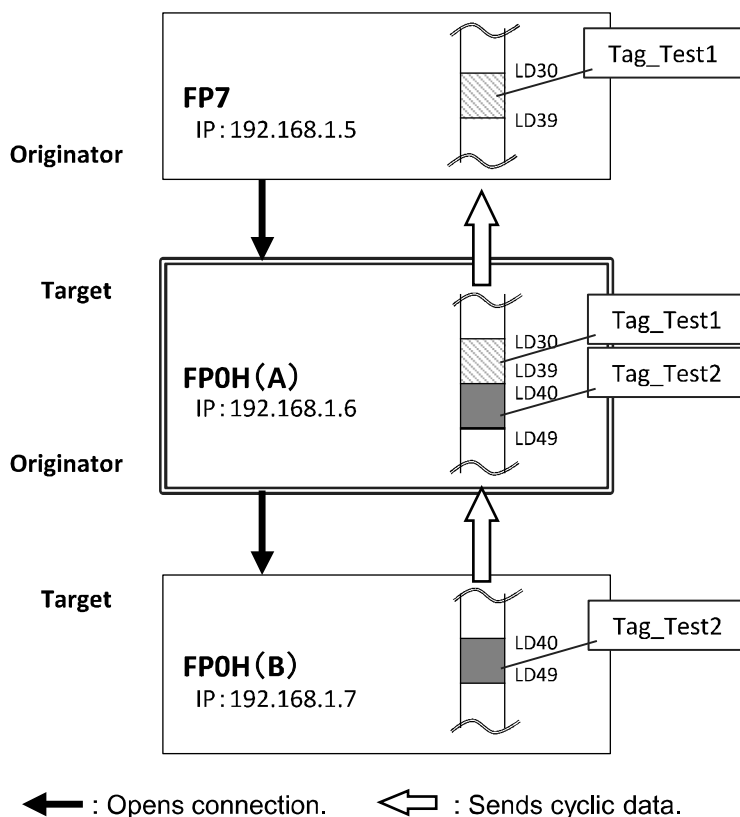 Tag_Test1
LD30
FP7
IP：192.168.1.5
LD39
Originator
Target
Tag_Test1
LD30
LD39
Tag_Test2
FP0H（A）
LD40
IP：192.168.1.6
LD49
Originator
Target
Tag_Test2
LD40
FP0H（B）
LD49
IP：192.168.1.7
: Opens connection.
: Sends cyclic data.